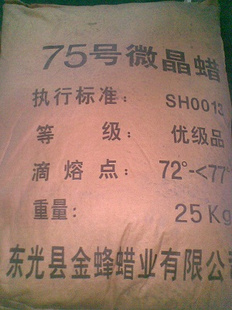 75号微晶蜡
执行标准： SH0013
等 级： 优级品
滴熔点： 72°-<77°
重量： 25Kg
东光县金蜂蜡业有限公司